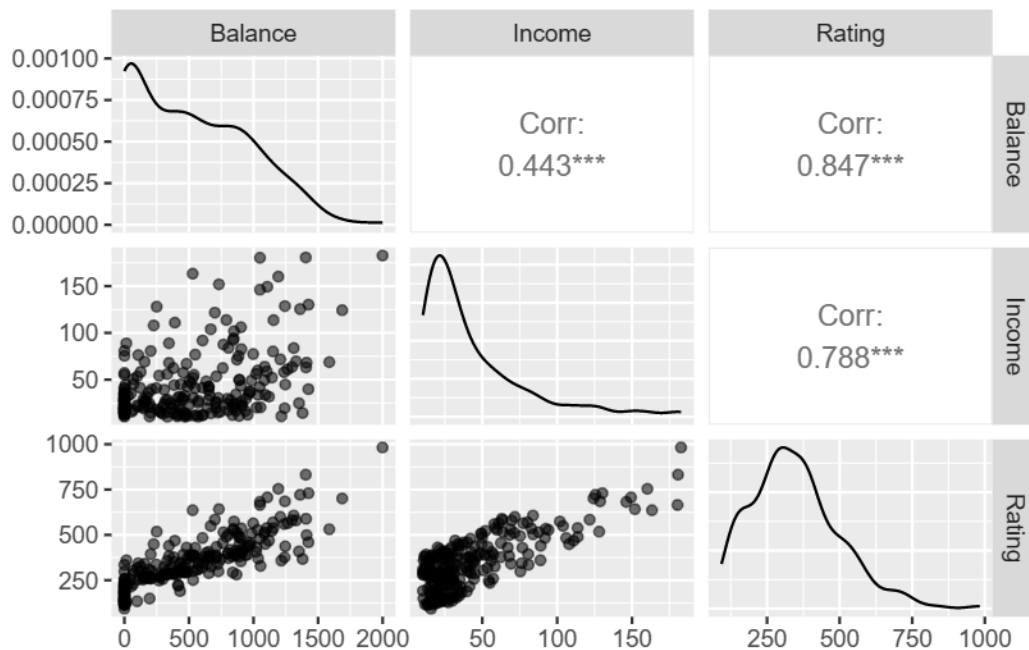 Balance Income Rating
0.00100
0.00075
0.00050
0.00025
0.00000
Corr:
0.443***
Corr:
0.847***
Balance
150
100
50
Corr:
0.788***
Income
1000
750
500
250
Rating
0 500 1000 1500 2000 50 100 150 250 500 750 1000